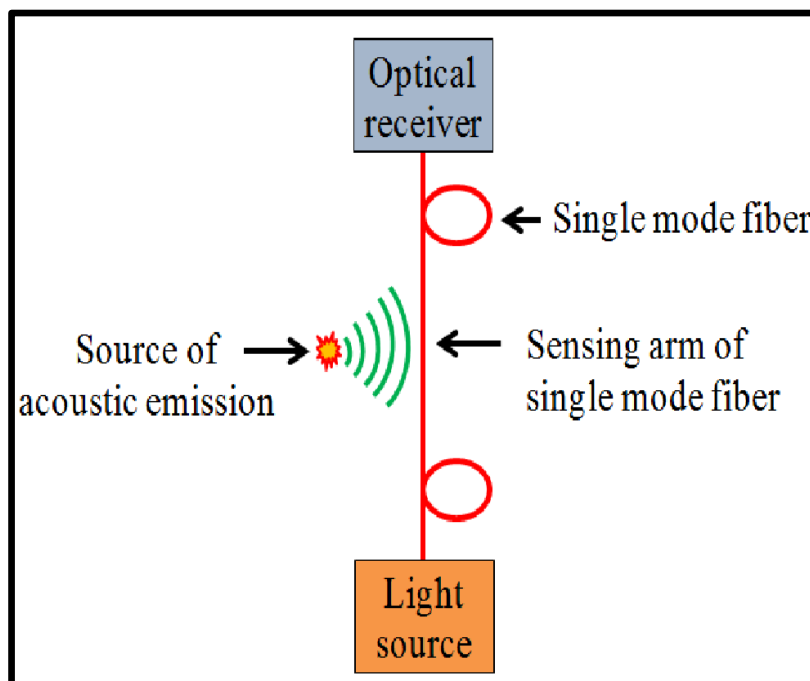 Optical
receiver
Single mode fiber
Source of
acoustic emission
Sensing arm of
single mode fiber
Light
source